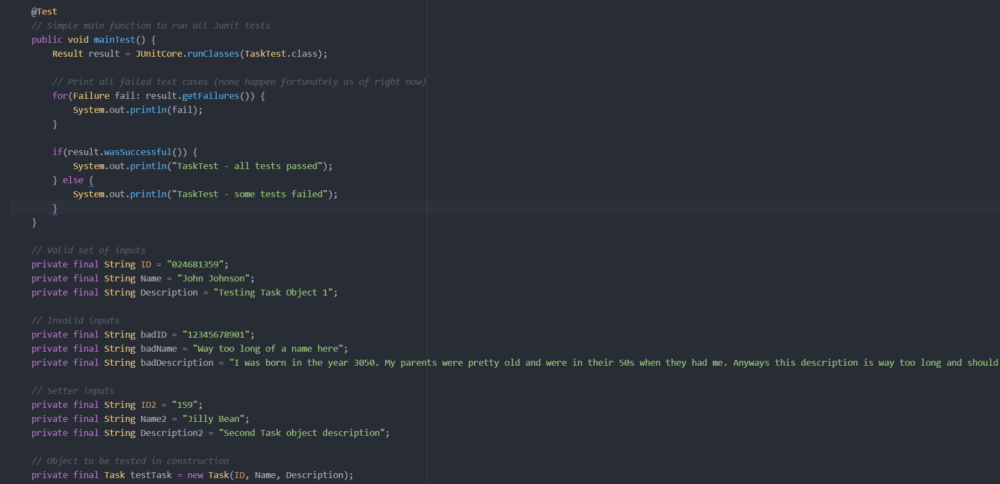 @Test
// Simple main function to run all Junit tests
public void mainTest() {
Result result = JUnitCore.runClasses(TaskTest.class);
// Print all failed test cases (none happen fortunately as of right now)
for(Failure fail: result.getFailures()) {
System.out.println(fail);
}
if(result.wasSuccessful()) {
System.out.println("TaskTest - all tests passed");
} else {
System.out.println("TaskTest - some tests failed");
}
}
// Valid set of inputs
private final String ID = "024681359";
private final String Name = "John Johnson";
private final String Description = "Testing Task Object 1";
// Invalid inputs
private final String badID = "12345678901";
private final String badName = "Way too long of a name here";
private final String badDescription = "I was born in the year 3050. My parents were pretty old and were in their 50s when they had me. Anyways this description is way too long and should
// Setter inputs
private final String ID2 = "159";
private final String Name2 = "Jilly Bean";
private final String Description2 = "Second Task object description";
// Object to be tested in construction
private final Task testTask = new Task(ID, Name, Description);